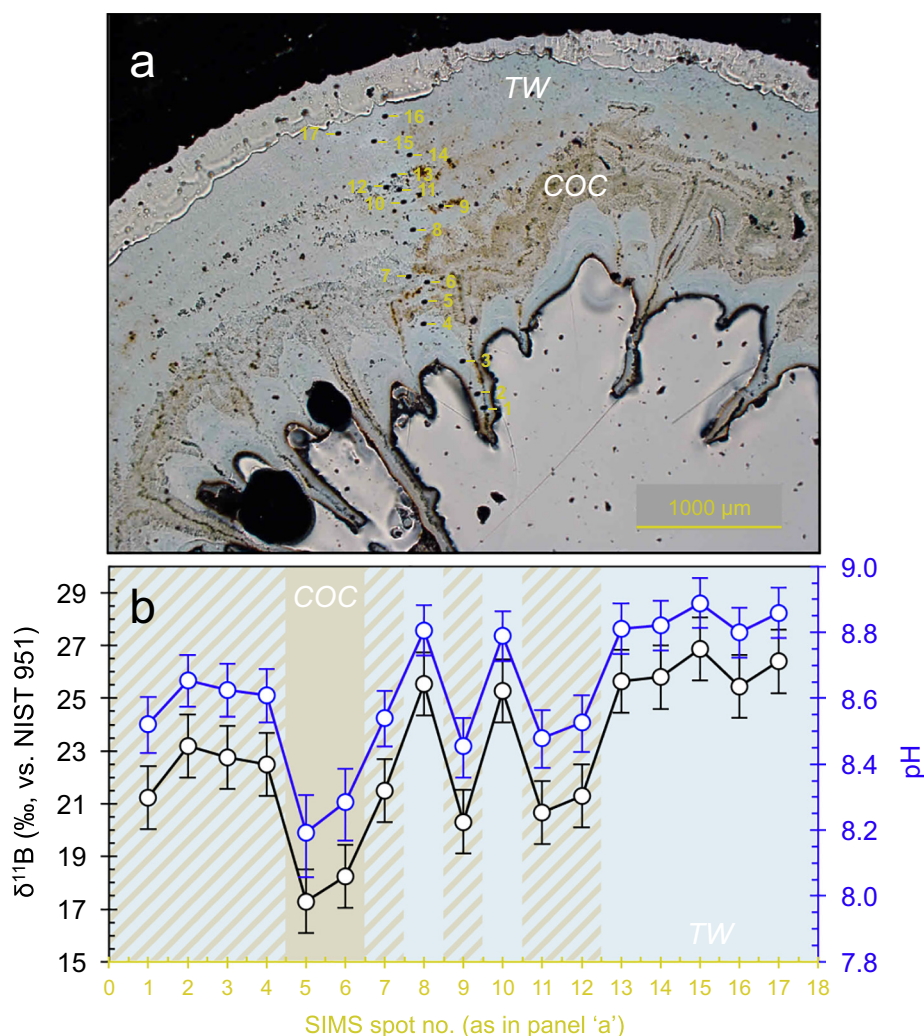 a
TW
16
17
15
14
13
12
11
10
9
COC
8
7
6
5
4
3
2
1
1000 µm
b
COC
TW
29
27
25
23
21
19
17
15
δ¹¹B (‰, vs. NIST 951)
9.0
8.8
8.6
8.4
8.2
8.0
7.8
pH
0 1 2 3 4 5 6 7 8 9 10 11 12 13 14 15 16 17 18
SIMS spot no. (as in panel ‘a’)